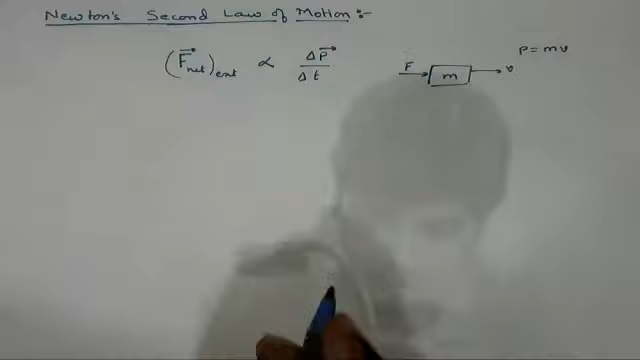 Newton's Second Law of Motion :-
(F⃗net)ext ∝ ΔP⃗/Δt
F m v P = mv